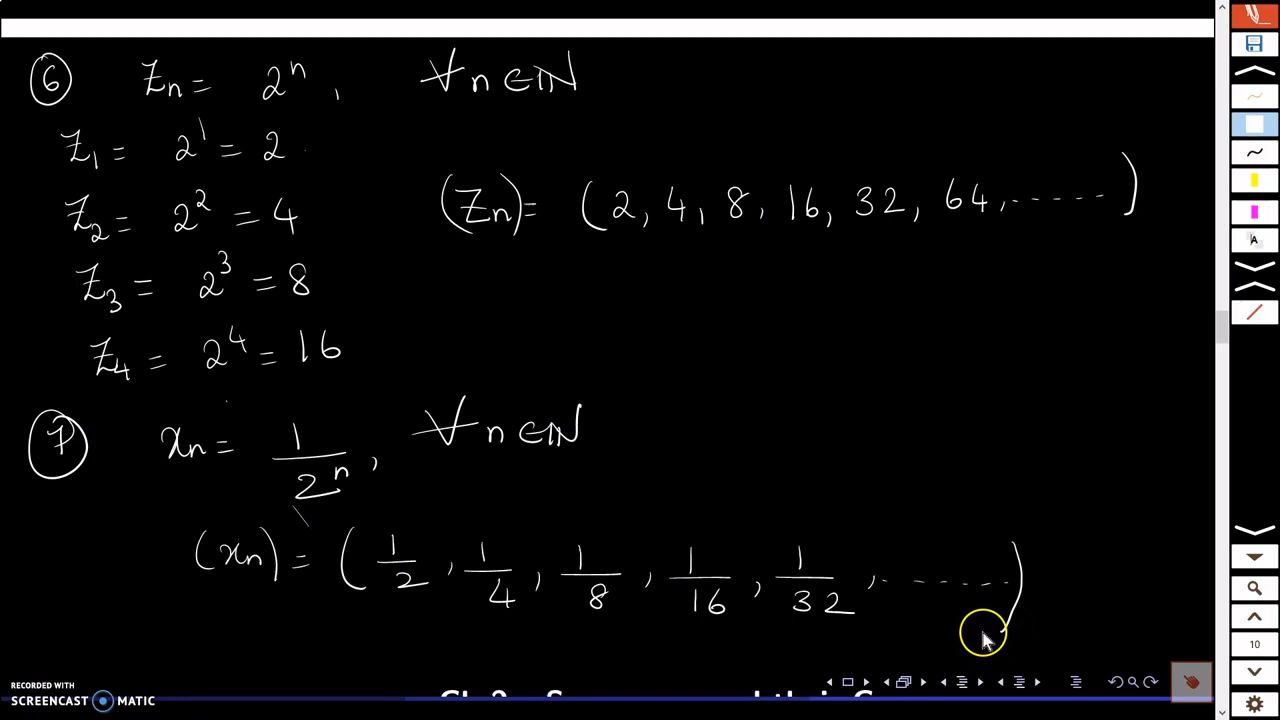 ⑥ Zn = 2ⁿ , ∀n∈ℕ
Z₁ = 2¹ = 2
Z₂ = 2² = 4
(Zn) = (2, 4, 8, 16, 32, 64, ......)
Z₃ = 2³ = 8
Z₄ = 2⁴ = 16
⑦ xn = 1/2ⁿ , ∀n∈ℕ
(xn) = (1/2, 1/4, 1/8, 1/16, 1/32, .......)
10
RECORDED WITH
SCREENCAST MATIC